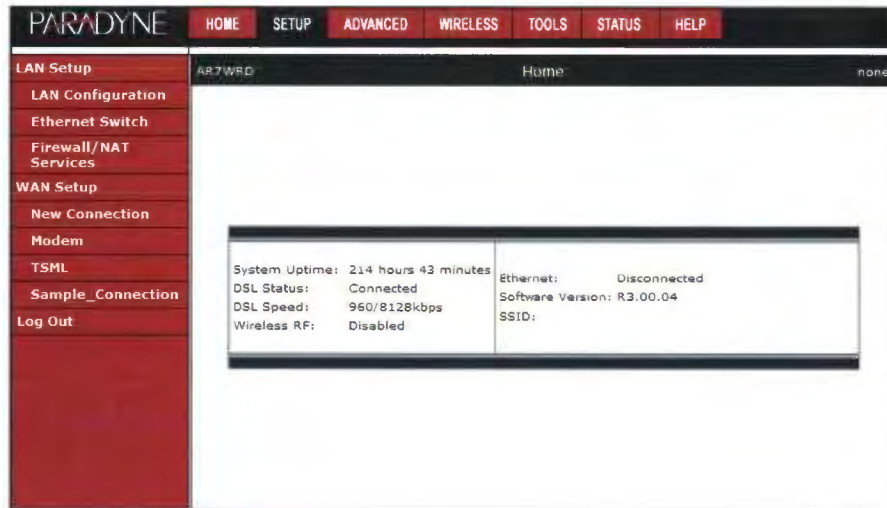 PARADYNE
HOME SETUP ADVANCED WIRELESS TOOLS STATUS HELP
AR7WRD Home none
LAN Setup
LAN Configuration
Ethernet Switch
Firewall/NAT
Services
WAN Setup
New Connection
Modem
TSML
Sample_Connection
Log Out
System Uptime: 214 hours 43 minutes
DSL Status: Connected
DSL Speed: 960/8128kbps
Wireless RF: Disabled
Ethernet: Disconnected
Software Version: R3.00.04
SSID: